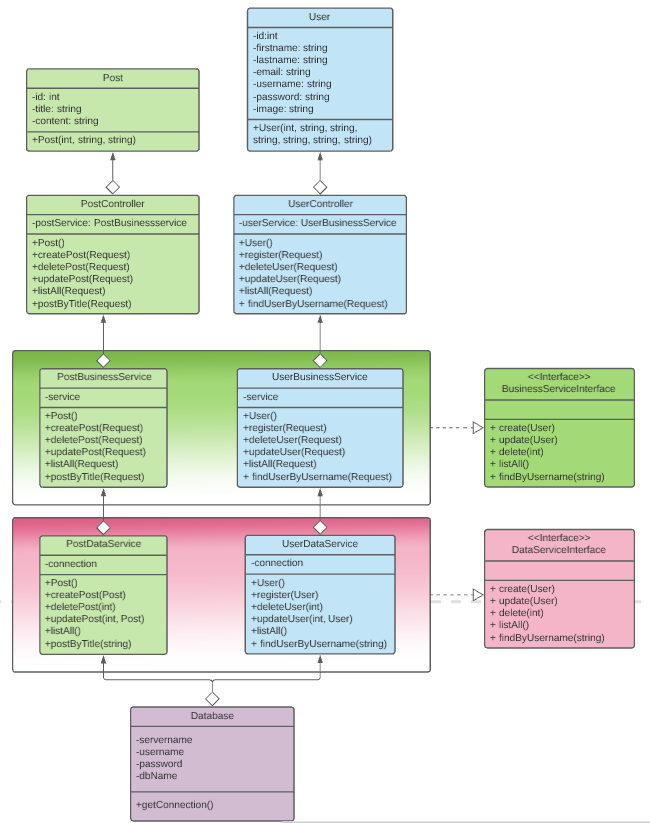 User
-id:int
-firstname: string
-lastname: string
-email: string
-username: string
-password: string
-image: string
+User(int, string, string,
string, string, string, string)
Post
-id: int
-title: string
-content: string
+Post(int, string, string)
PostController
-postService: PostBusinessservice
+Post()
+createPost(Request)
+deletePost(Request)
+updatePost(Request)
+listAll(Request)
+postByTitle(Request)
UserController
-userService: UserBusinessService
+User()
+register(Request)
+deleteUser(Request)
+updateUser(Request)
+listAll(Request)
+ findUserByUsername(Request)
PostBusinessService
-service
+Post()
+createPost(Request)
+deletePost(Request)
+updatePost(Request)
+listAll(Request)
+postByTitle(Request)
UserBusinessService
-service
+User()
+register(Request)
+deleteUser(Request)
+updateUser(Request)
+listAll(Request)
+ findUserByUsername(Request)
<<Interface>>
BusinessServiceInterface
+ create(User)
+ update(User)
+ delete(int)
+ listAl()
+ findByUsername(string)
PostDataService
-connection
+Post()
+createPost(Post)
+deletePost(int)
+updatePost(int, Post)
+listAll()
+postByTitle(string)
UserDataService
-connection
+User()
+register(User)
+deleteUser(int)
+updateUser(int, User)
+listAll()
+ findUserByUsername(string)
<<Interface>>
DataServiceInterface
+ create(User)
+ update(User)
+ delete(int)
+ listAl()
+ findByUsername(string)
Database
-servername
-username
-password
-dbName
+getConnection()